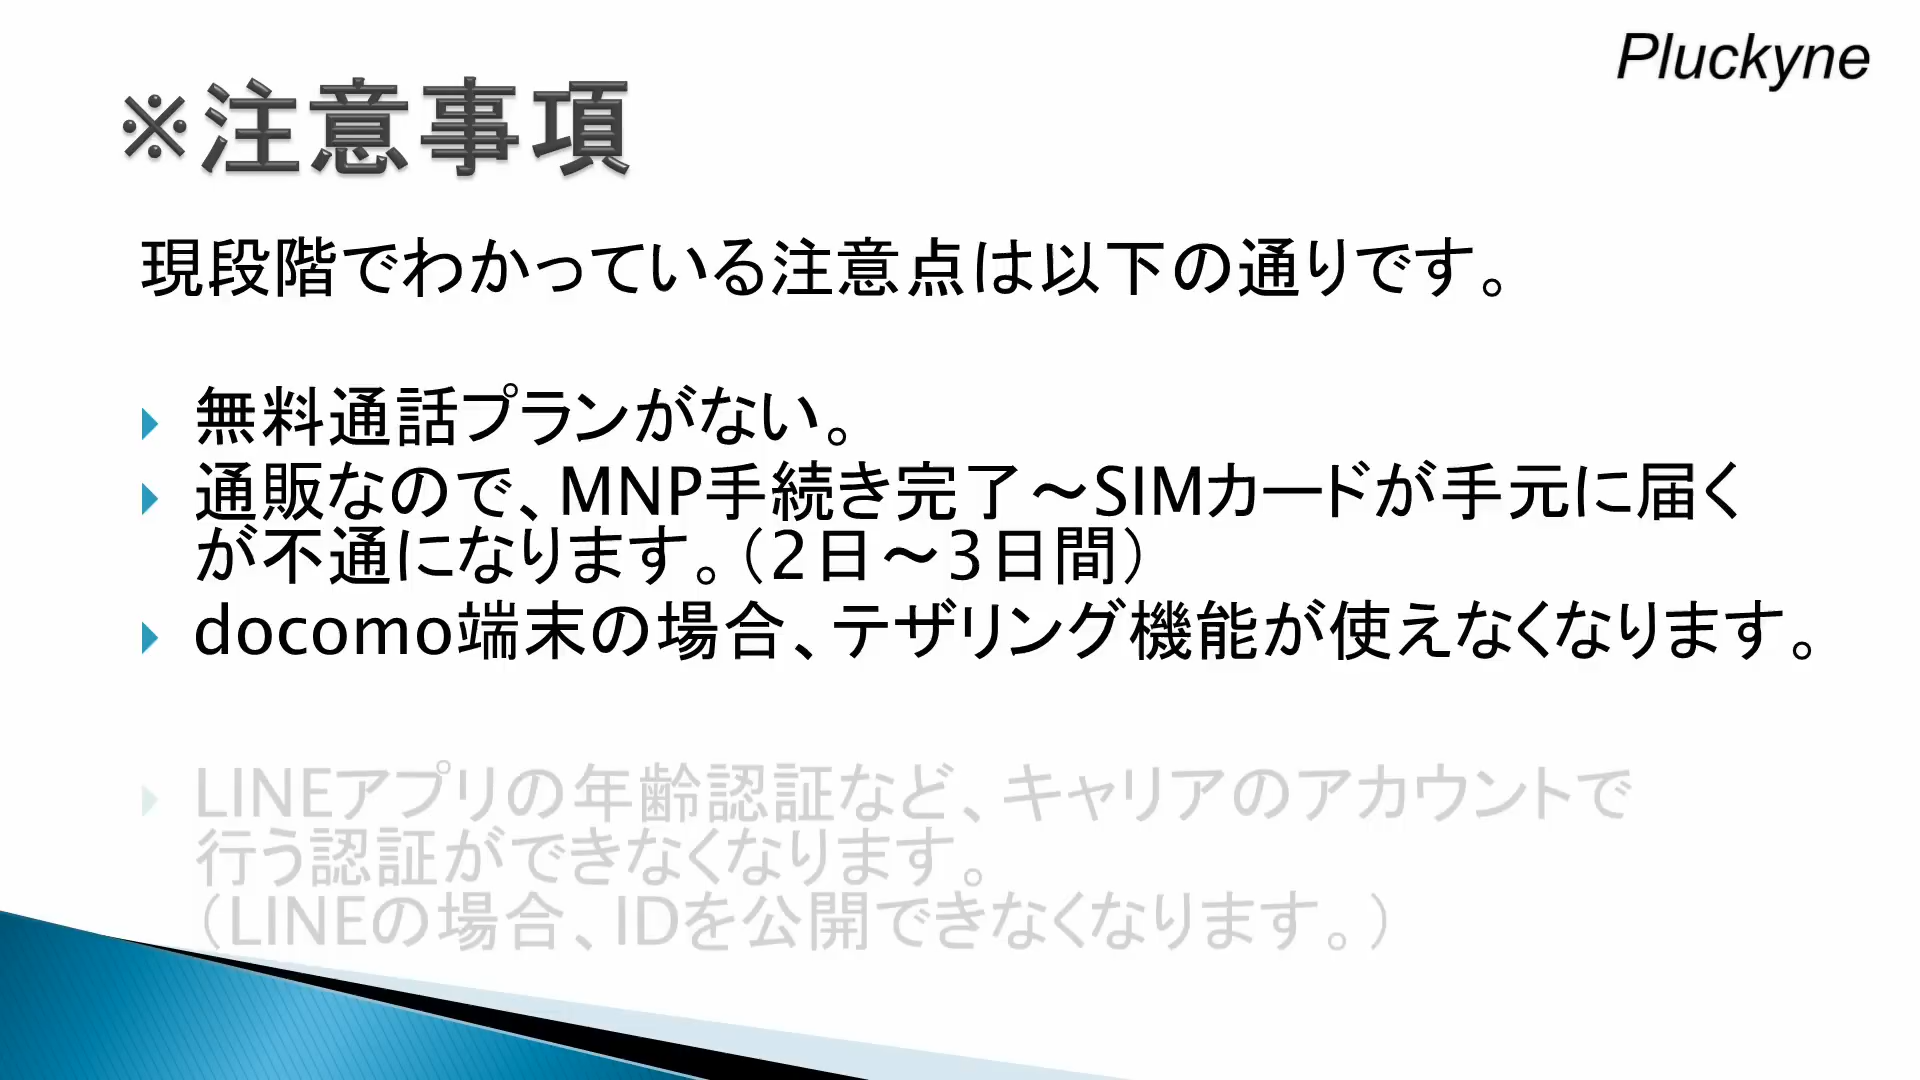 Pluckyne
※注意事項
現段階でわかっている注意点は以下の通りです。
無料通話プランがない。
通販なので、MNP手続き完了～SIMカードが手元に届く
が不通になります。（2日～3日間）
docomo端末の場合、テザリング機能が使えなくなります。
LINEアプリの年齢認証など、キャリアのアカウントで
行う認証ができなくなります。
（LINEの場合、IDを公開できなくなります。）